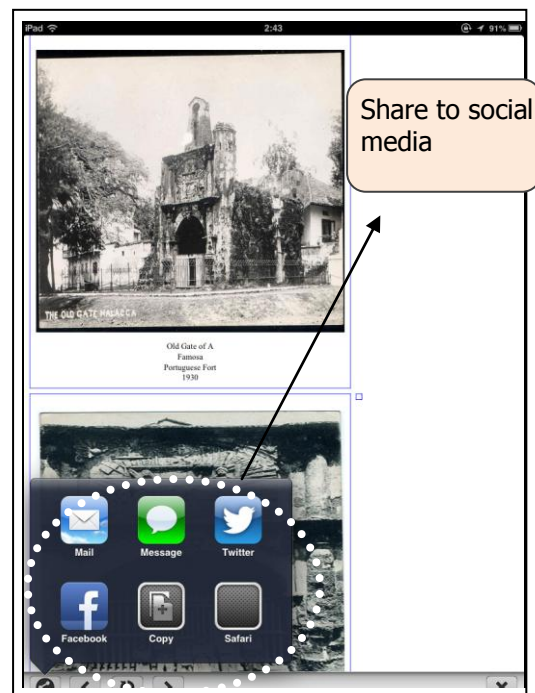 iPad
2:43
91%
Share to social
media
THE OLD GATE MALACCA
Old Gate of A
Famosa
Portuguese Fort
1930
Mail
Message
Twitter
Facebook
Copy
Safari